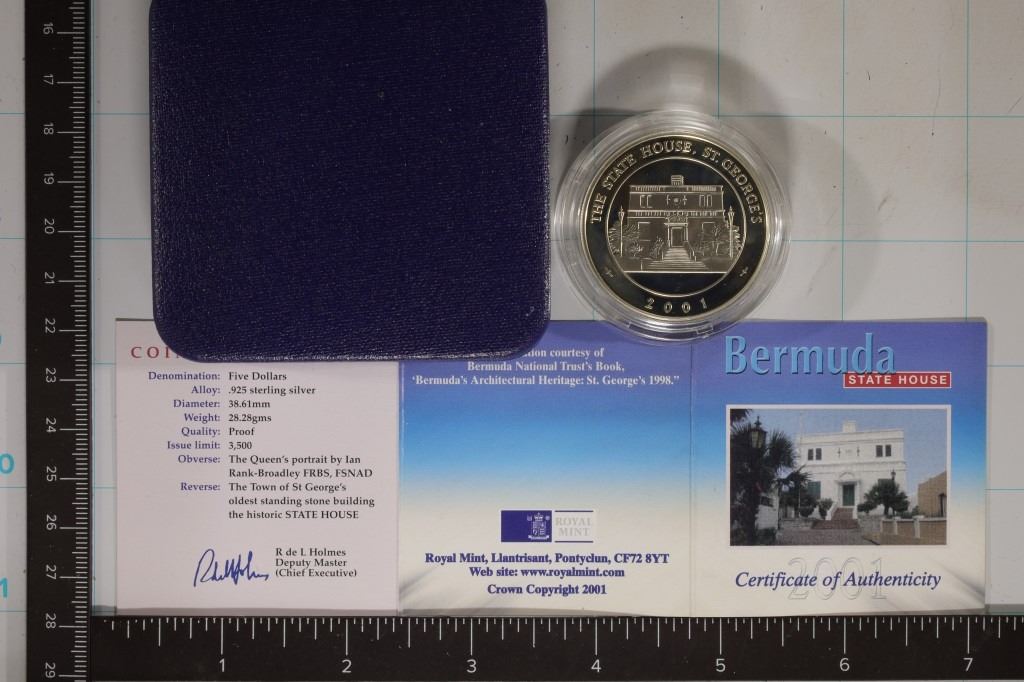 THE STATE HOUSE, ST. GEORGE'S
2001
COI
Denomination: Five Dollars
Alloy: .925 sterling silver
Diameter: 38.61mm
Weight: 28.28gms
Quality: Proof
Issue limit: 3,500
Obverse: The Queen's portrait by Ian
Rank-Broadley FRBS, FSNAD
Reverse: The Town of St George's
oldest standing stone building
the historic STATE HOUSE
R de L Holmes
Deputy Master
(Chief Executive)
courtesy of
Bermuda National Trust's Book,
'Bermuda's Architectural Heritage: St. George's 1998."
ROYAL
MINT
Royal Mint, Llantrisant, Pontyclun, CF72 8YT
Web site: www.royalmint.com
Crown Copyright 2001
Bermuda
STATE HOUSE
2001
Certificate of Authenticity
16
17
18
19
20
21
22
23
24
25
26
27
28
29
1 2 3 4 5 6 7